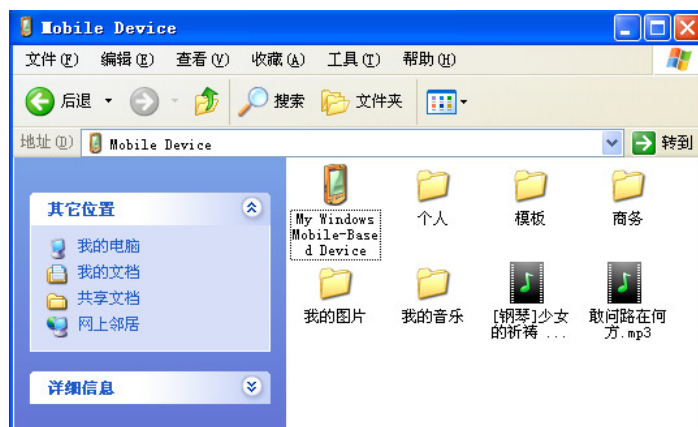 Mobile Device
文件(F) 编辑(E) 查看(V) 收藏(A) 工具(T) 帮助(H)
后退 搜索 文件夹
地址(D) Mobile Device 转到
其它位置
我的电脑
我的文档
共享文档
网上邻居
详细信息
My Windows
Mobile-Base
d Device
个人
模板
商务
我的图片
我的音乐
[钢琴]少女
的祈祷 ...
敢问路在何
方.mp3